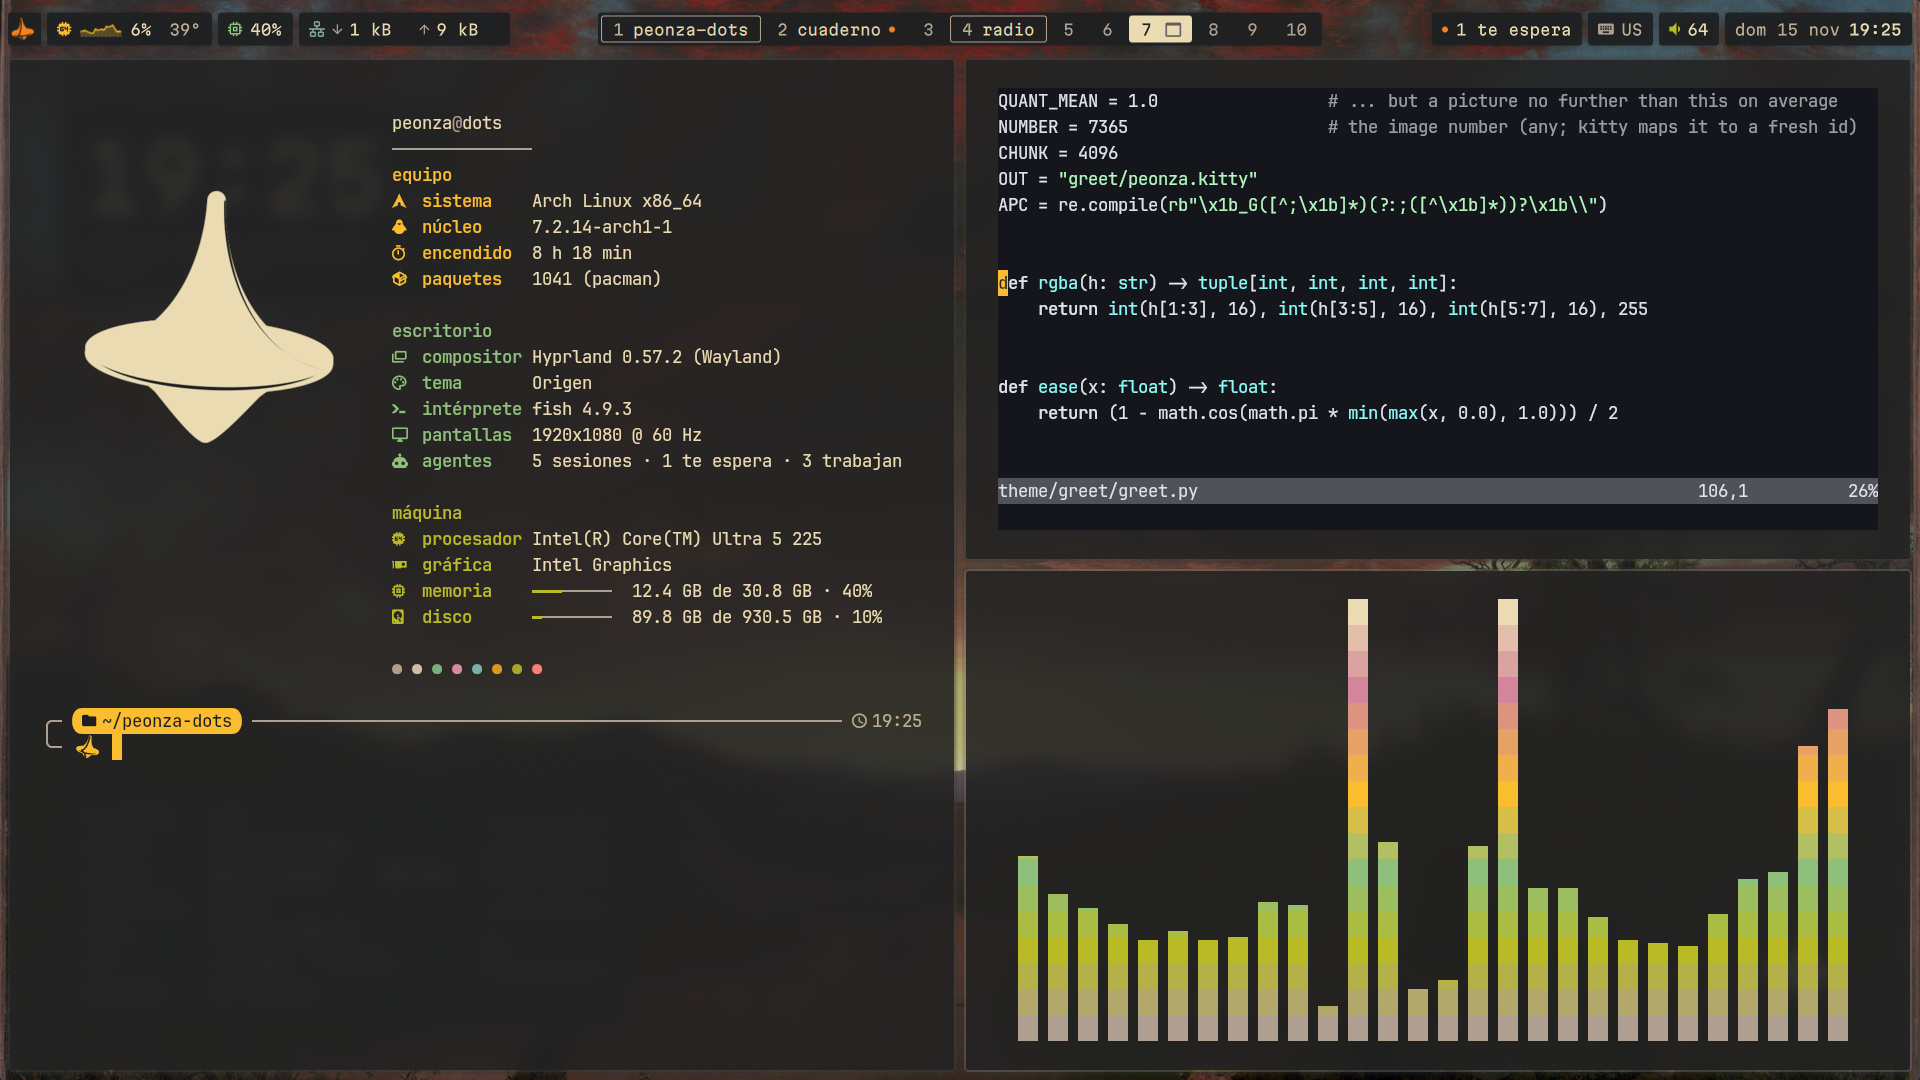 6% 39° 40% ↓ 1 kB ↑ 9 kB 1 peonza-dots 2 cuaderno • 3 4 radio 5 6 7 8 9 10 • 1 te espera US 64 dom 15 nov 19:25
19:25
peonza@dots
equipo
sistema Arch Linux x86_64
núcleo 7.2.14-arch1-1
encendido 8 h 18 min
paquetes 1041 (pacman)
escritorio
compositor Hyprland 0.57.2 (Wayland)
tema Origen
intérprete fish 4.9.3
pantallas 1920x1080 @ 60 Hz
agentes 5 sesiones · 1 te espera · 3 trabajan
máquina
procesador Intel(R) Core(TM) Ultra 5 225
gráfica Intel Graphics
memoria 12.4 GB de 30.8 GB · 40%
disco 89.8 GB de 930.5 GB · 10%
~/peonza-dots 19:25
QUANT_MEAN = 1.0 # ... but a picture no further than this on average
NUMBER = 7365 # the image number (any; kitty maps it to a fresh id)
CHUNK = 4096
OUT = "greet/peonza.kitty"
APC = re.compile(rb"\x1b_G([^;\x1b]*)(?:;([^\x1b]*))?\x1b\\")
def rgba(h: str) -> tuple[int, int, int, int]:
return int(h[1:3], 16), int(h[3:5], 16), int(h[5:7], 16), 255
def ease(x: float) -> float:
return (1 - math.cos(math.pi * min(max(x, 0.0), 1.0))) / 2
theme/greet/greet.py 106,1 26%